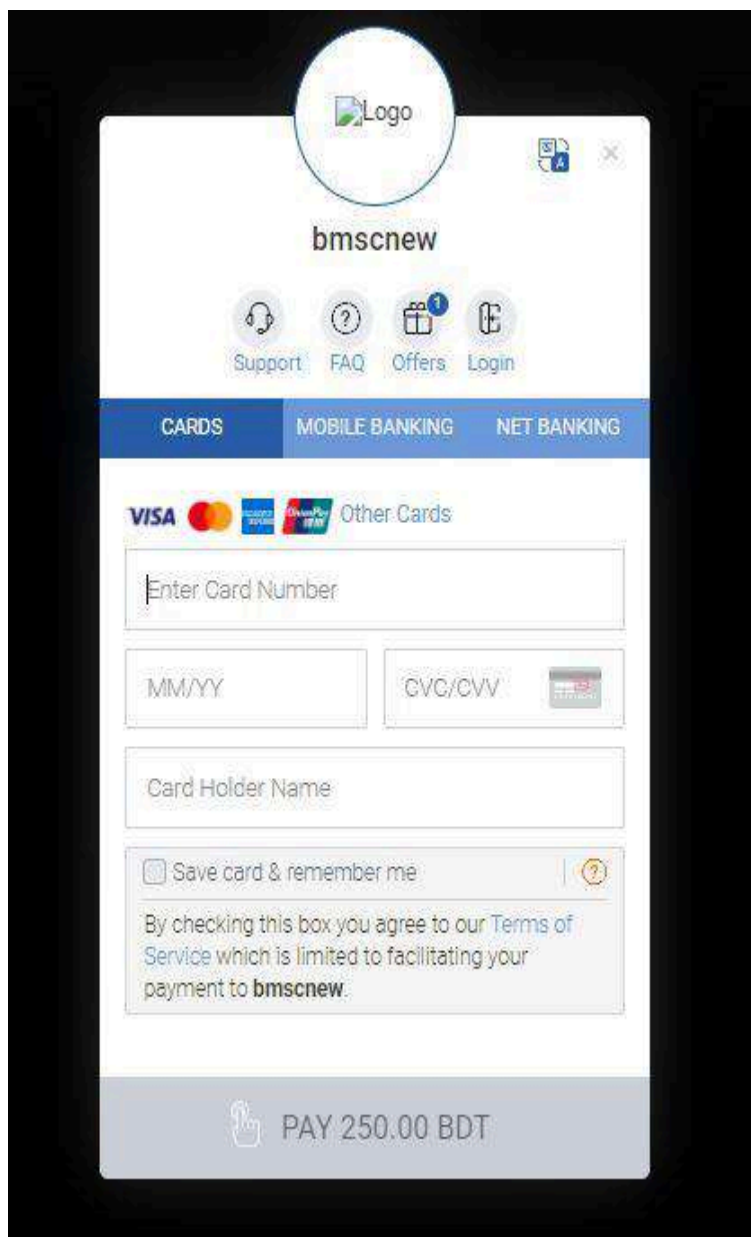 Logo
bmscnew
1
Support FAQ Offers Login
CARDS MOBILE BANKING NET BANKING
VISA UnionPay Other Cards
Enter Card Number
MM/YY CVC/CVV
Card Holder Name
Save card & remember me ?
By checking this box you agree to our Terms of
Service which is limited to facilitating your
payment to bmscnew.
PAY 250.00 BDT